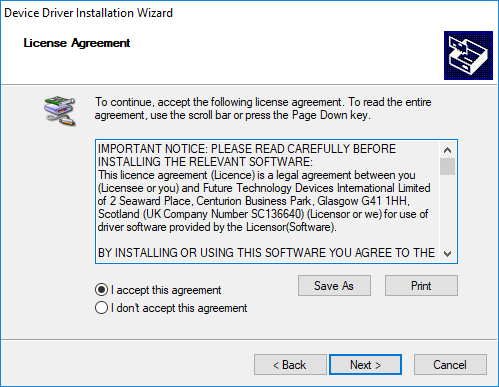 Device Driver Installation Wizard
License Agreement
To continue, accept the following license agreement. To read the entire
agreement, use the scroll bar or press the Page Down key.
IMPORTANT NOTICE: PLEASE READ CAREFULLY BEFORE
INSTALLING THE RELEVANT SOFTWARE:
This licence agreement (Licence) is a legal agreement between you
(Licensee or you) and Future Technology Devices International Limited
of 2 Seaward Place, Centurion Business Park, Glasgow G41 1HH,
Scotland (UK Company Number SC136640) (Licensor or we) for use of
driver software provided by the Licensor(Software).
BY INSTALLING OR USING THIS SOFTWARE YOU AGREE TO THE
I accept this agreement
I don't accept this agreement
Save As
Print
< Back
Next >
Cancel